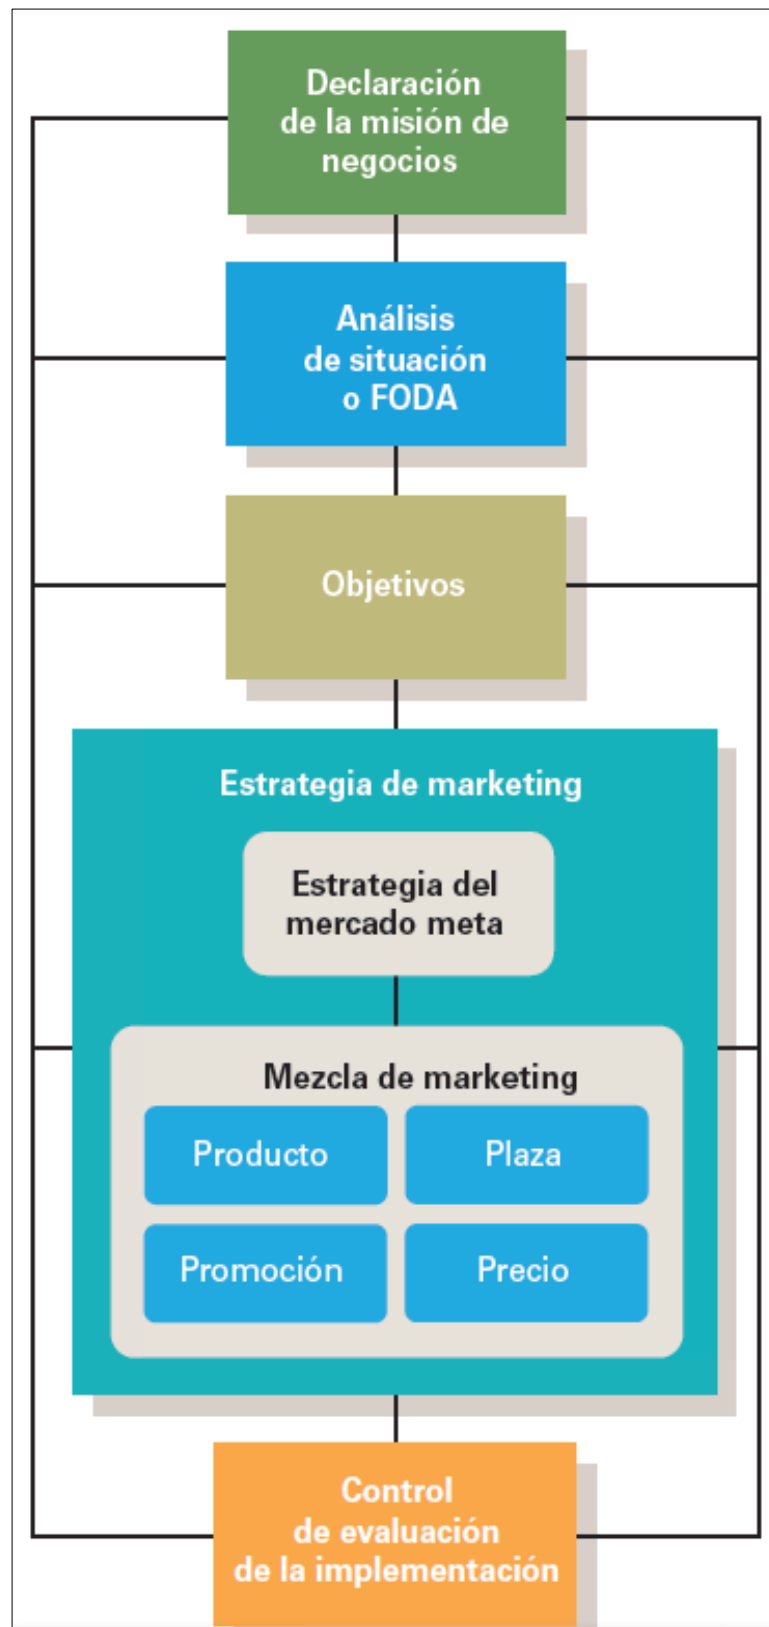 Declaración
de la misión de
negocios
Análisis
de situación
o FODA
Objetivos
Estrategia de marketing
Estrategia del
mercado meta
Mezcla de marketing
Producto
Plaza
Promoción
Precio
Control
de evaluación
de la implementación